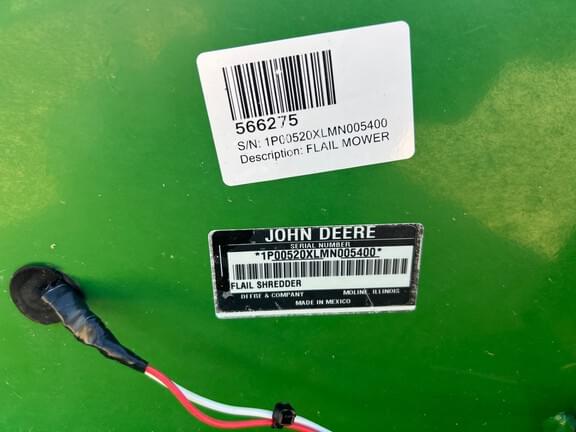 566275
S/N: 1P00520XLMN005400
Description: FLAIL MOWER
JOHN DEERE
SERIAL NUMBER
*1P00520XLMN005400*
FLAIL SHREDDER
DEERE & COMPANY MOLINE, ILLINOIS
MADE IN MEXICO